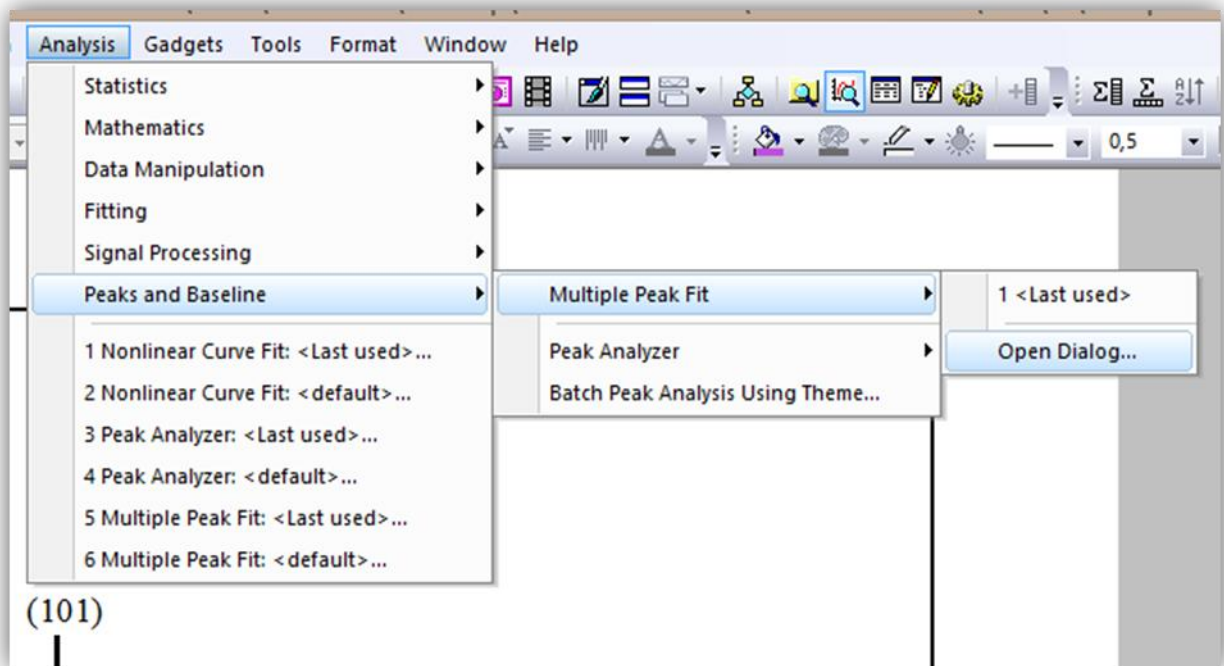 Analysis Gadgets Tools Format Window Help
Statistics
Mathematics
Data Manipulation
Fitting
Signal Processing
Peaks and Baseline
1 Nonlinear Curve Fit: <Last used>...
2 Nonlinear Curve Fit: <default>...
3 Peak Analyzer: <Last used>...
4 Peak Analyzer: <default>...
5 Multiple Peak Fit: <Last used>...
6 Multiple Peak Fit: <default>...
Multiple Peak Fit
Peak Analyzer
Batch Peak Analysis Using Theme...
1 <Last used>
Open Dialog...
0,5
(101)